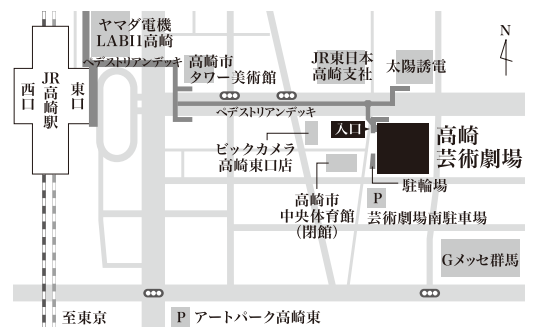 ヤマダ電機
LABI1高崎
ペデストリアンデッキ
高崎市
タワー美術館
JR東日本
高崎支社
太陽誘電
N
西口
JR高崎駅
東口
ペデストリアンデッキ
入口
高崎
芸術劇場
ビックカメラ
高崎東口店
駐輪場
高崎市
中央体育館
(閉館)
P
芸術劇場南駐車場
Gメッセ群馬
至東京
P アートパーク高崎東